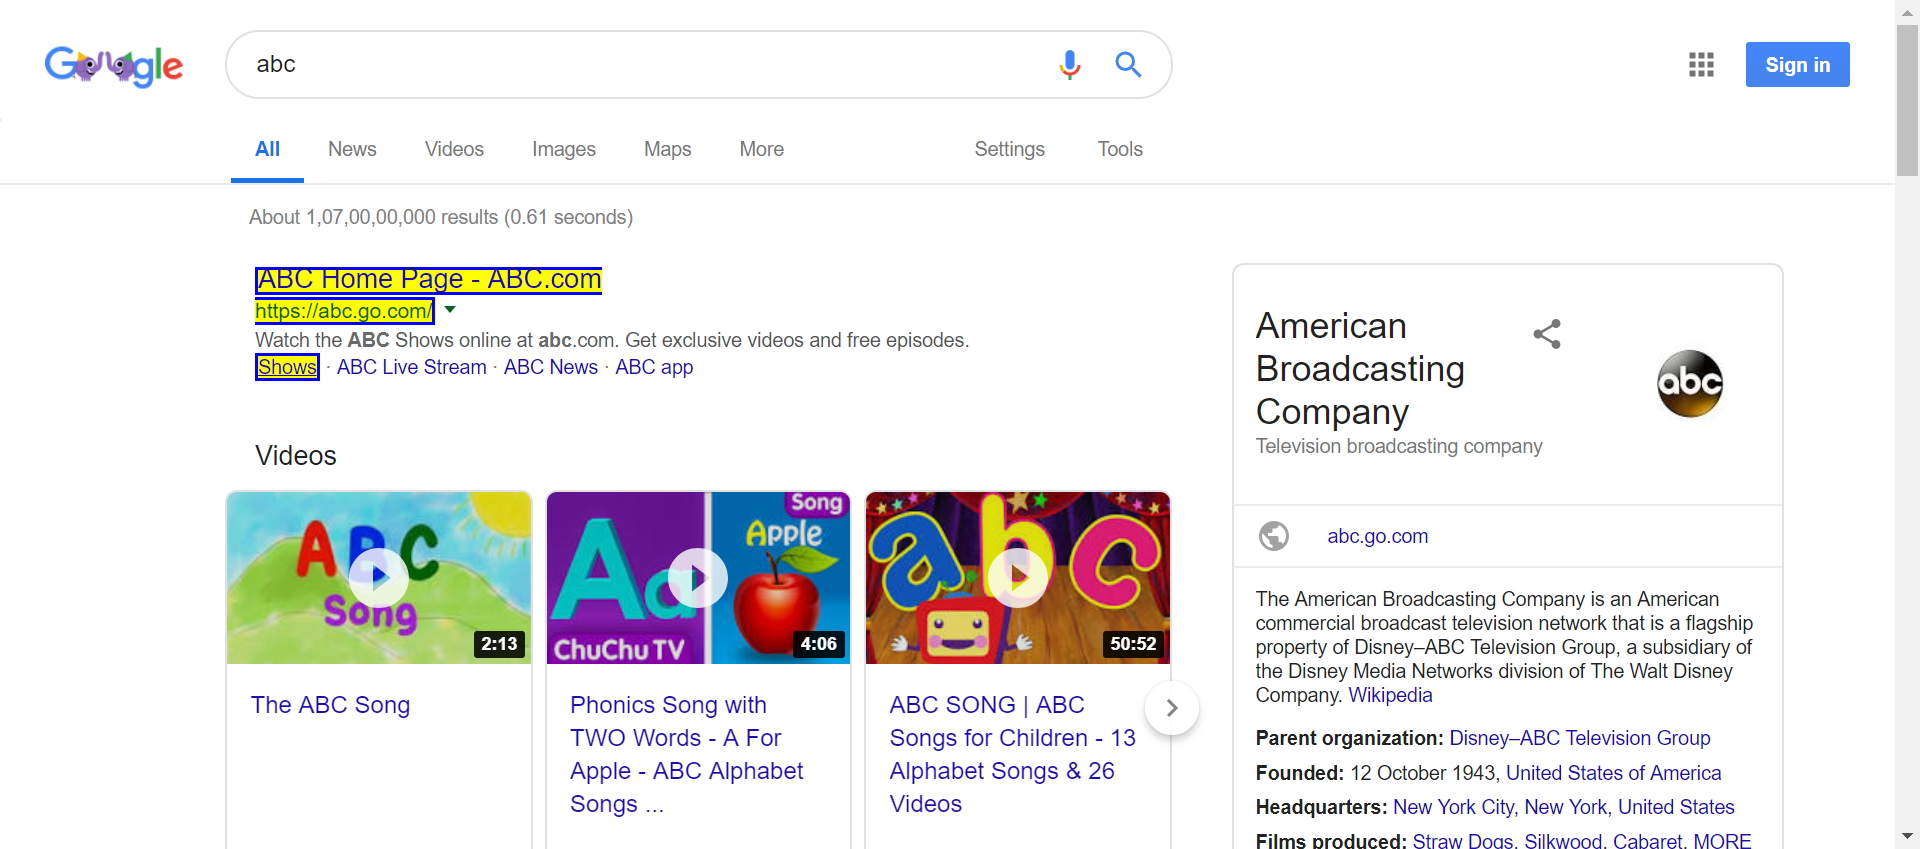 Google
abc
Sign in
All
News
Videos
Images
Maps
More
Settings
Tools
About 1,07,00,00,000 results (0.61 seconds)
ABC Home Page - ABC.com
https://abc.go.com/
Watch the ABC Shows online at abc.com. Get exclusive videos and free episodes.
Shows · ABC Live Stream · ABC News · ABC app
Videos
ABC
Song
2:13
The ABC Song
Song
Apple
Aa
ChuChu TV
4:06
Phonics Song with
TWO Words - A For
Apple - ABC Alphabet
Songs ...
abc
50:52
ABC SONG | ABC
Songs for Children - 13
Alphabet Songs & 26
Videos
American
Broadcasting
Company
Television broadcasting company
abc
abc.go.com
The American Broadcasting Company is an American
commercial broadcast television network that is a flagship
property of Disney–ABC Television Group, a subsidiary of
the Disney Media Networks division of The Walt Disney
Company. Wikipedia
Parent organization: Disney–ABC Television Group
Founded: 12 October 1943, United States of America
Headquarters: New York City, New York, United States
Films produced: Straw Dogs, Silkwood, Cabaret, MORE